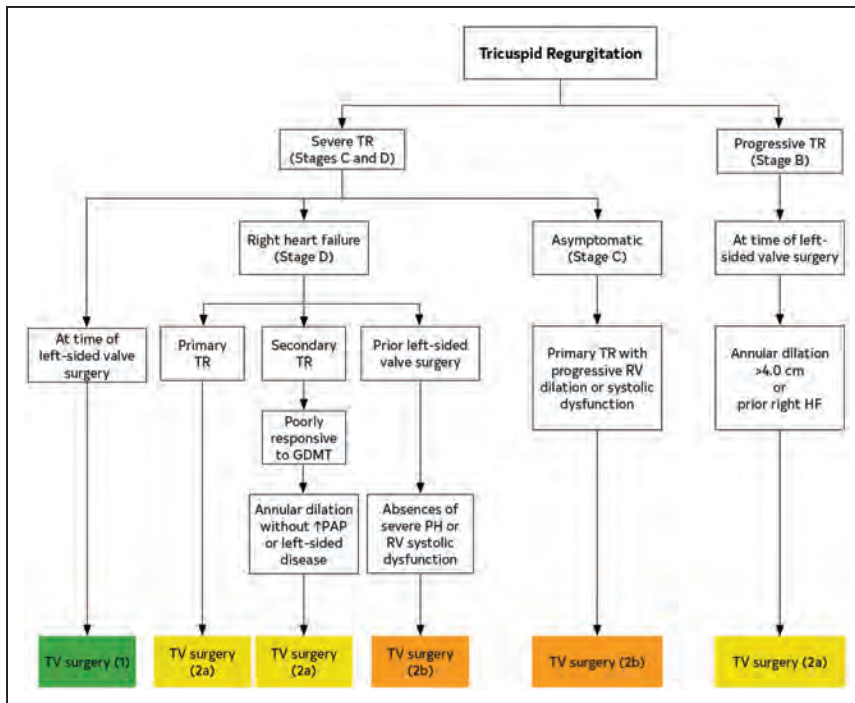 Tricuspid Regurgitation
Severe TR
(Stages C and D)
Progressive TR
(Stage B)
Right heart failure
(Stage D)
Asymptomatic
(Stage C)
At time of left-
sided valve surgery
At time of
left-sided valve
surgery
Primary
TR
Secondary
TR
Prior left-sided
valve surgery
Primary TR with
progressive RV
dilation or systolic
dysfunction
Annular dilation
>4.0 cm
or
prior right HF
Poorly
responsive
to GDMT
Annular dilation
without ↑PAP
or left-sided
disease
Absences of
severe PH or
RV systolic
dysfunction
TV surgery (1)
TV surgery
(2a)
TV surgery
(2a)
TV surgery
(2b)
TV surgery (2b)
TV surgery (2a)